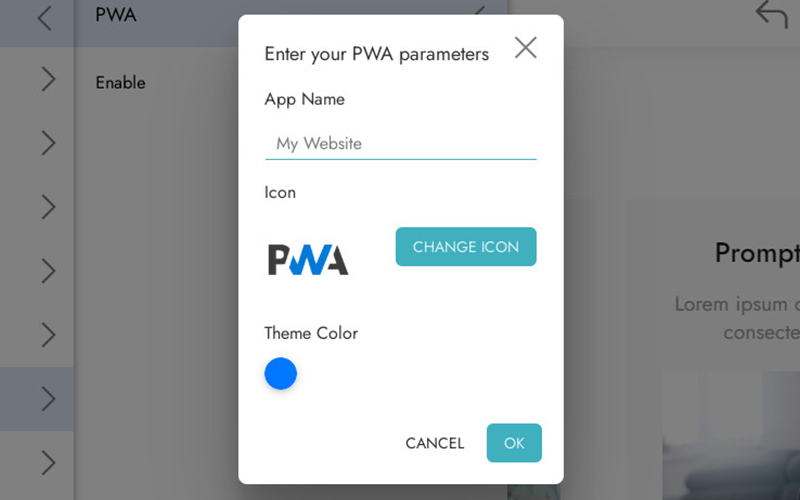 PWA
Enable
Enter your PWA parameters
App Name
My Website
Icon
PWA
CHANGE ICON
Theme Color
CANCEL
OK
Prompt
Lorem ipsum
consecte